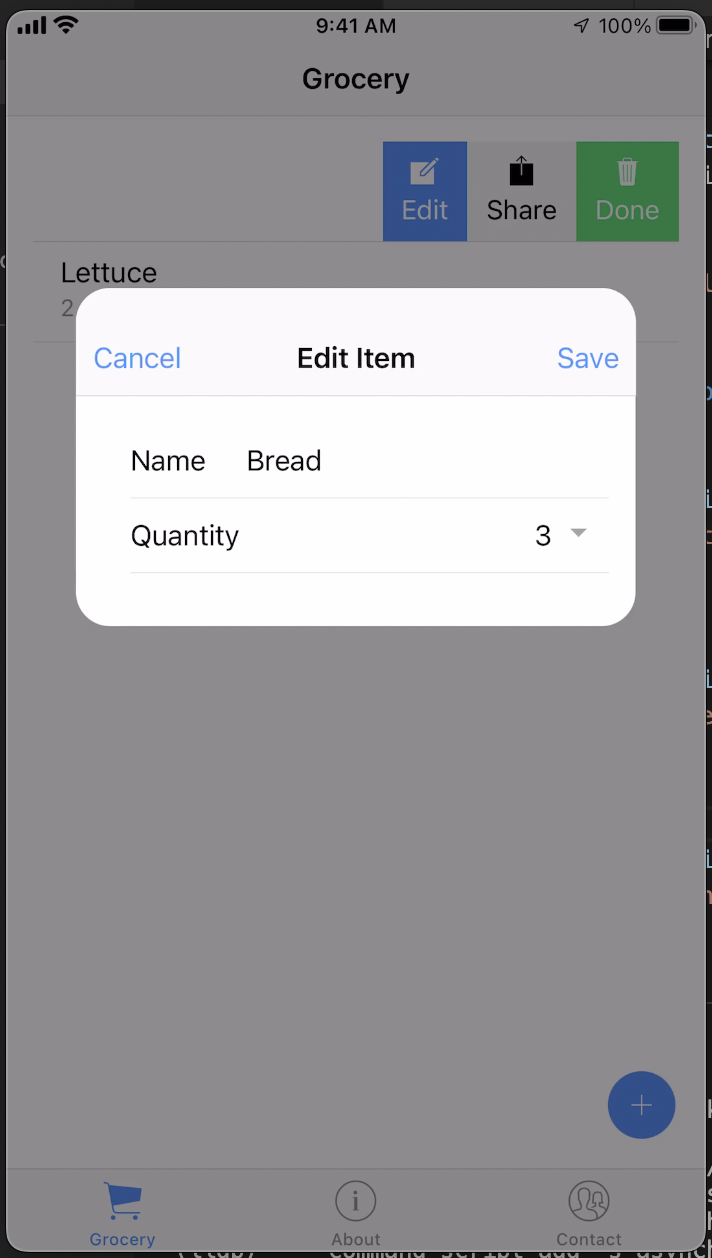 9:41 AM 100%
Grocery
Edit Share Done
Lettuce
2
Cancel Edit Item Save
Name Bread
Quantity 3
+
Grocery About Contact